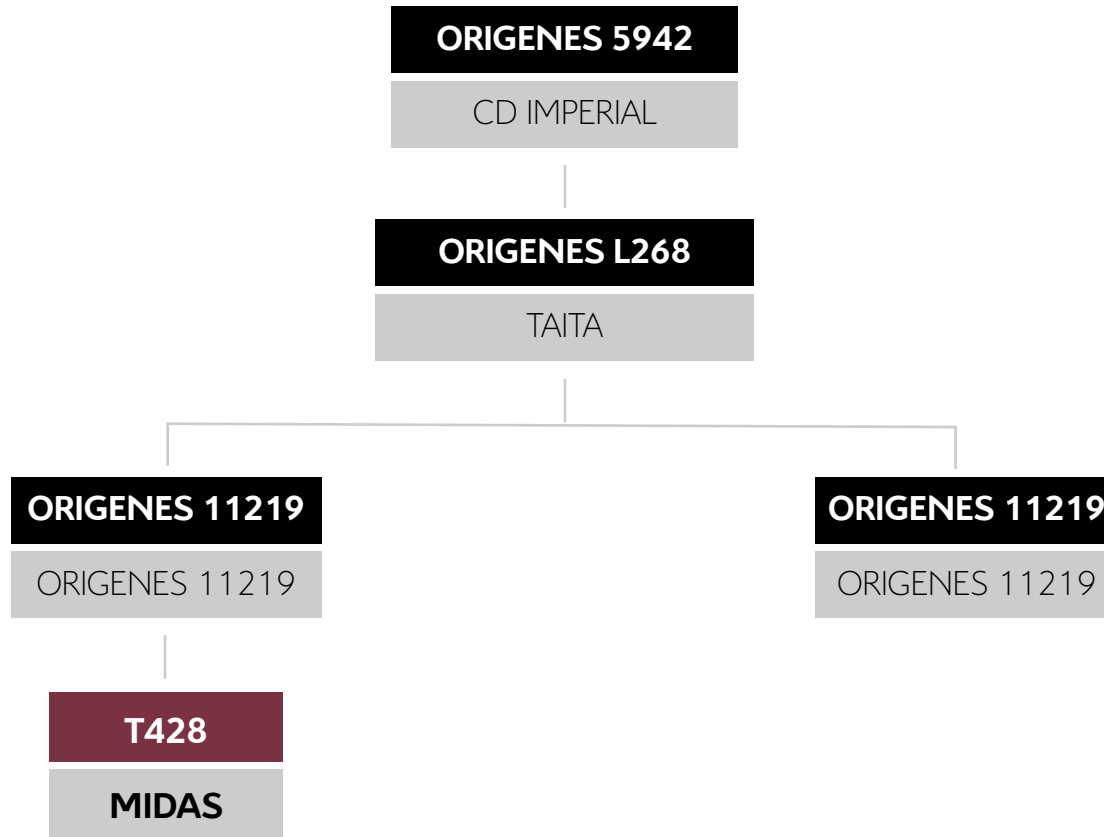 ORIGENES 5942
CD IMPERIAL
ORIGENES L268
TAITA
ORIGENES 11219
ORIGENES 11219
ORIGENES 11219
ORIGENES 11219
T428
MIDAS